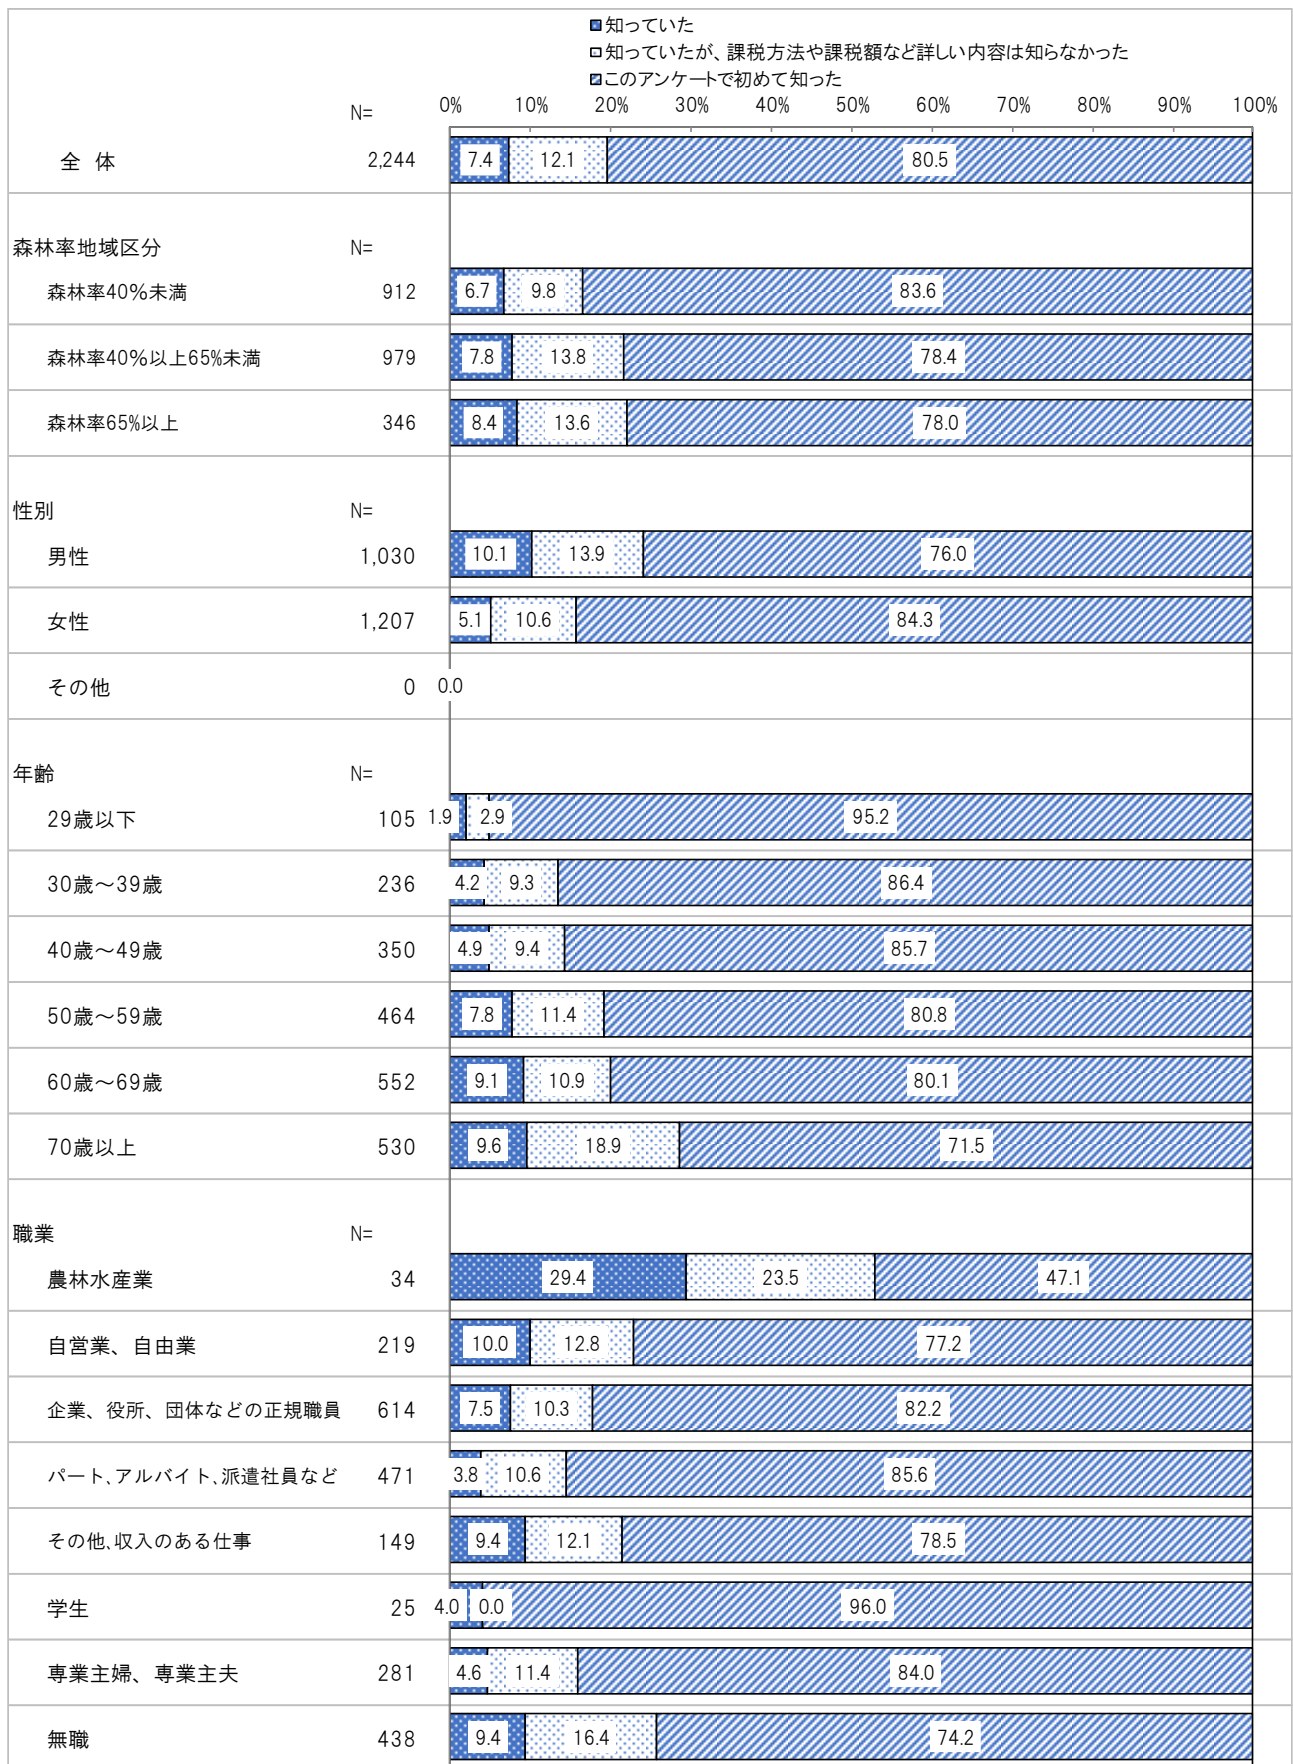 知っていた
知っていたが、課税方法や課税額など詳しい内容は知らなかった
このアンケートで初めて知った
N= 0% 10% 20% 30% 40% 50% 60% 70% 80% 90% 100%
全 体 2,244 7.4 12.1 80.5
森林率地域区分 N=
森林率40%未満 912 6.7 9.8 83.6
森林率40%以上65%未満 979 7.8 13.8 78.4
森林率65%以上 346 8.4 13.6 78.0
性別 N=
男性 1,030 10.1 13.9 76.0
女性 1,207 5.1 10.6 84.3
その他 0 0.0
年齢 N=
29歳以下 105 1.9 2.9 95.2
30歳～39歳 236 4.2 9.3 86.4
40歳～49歳 350 4.9 9.4 85.7
50歳～59歳 464 7.8 11.4 80.8
60歳～69歳 552 9.1 10.9 80.1
70歳以上 530 9.6 18.9 71.5
職業 N=
農林水産業 34 29.4 23.5 47.1
自営業、自由業 219 10.0 12.8 77.2
企業、役所、団体などの正規職員 614 7.5 10.3 82.2
パート、アルバイト、派遣社員など 471 3.8 10.6 85.6
その他、収入のある仕事 149 9.4 12.1 78.5
学生 25 4.0 0.0 96.0
専業主婦、専業主夫 281 4.6 11.4 84.0
無職 438 9.4 16.4 74.2